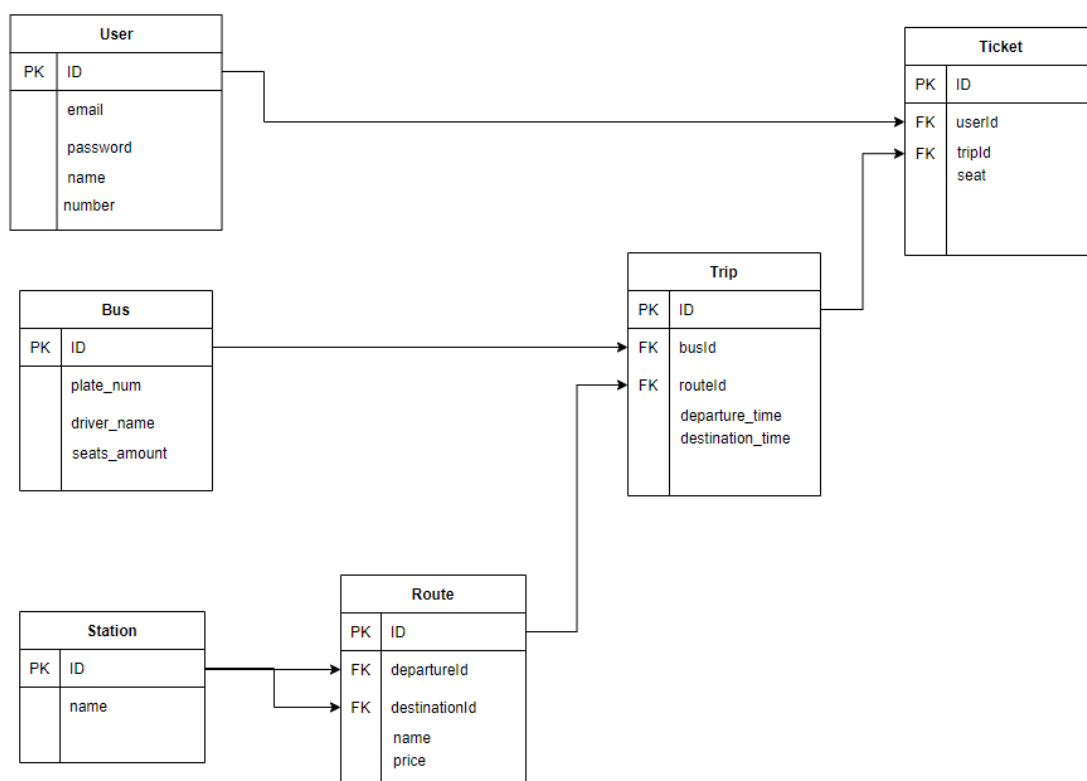 User
PK ID
email
password
name
number
Ticket
PK ID
FK userId
FK tripId
seat
Bus
PK ID
plate_num
driver_name
seats_amount
Trip
PK ID
FK busId
FK routeId
departure_time
destination_time
Station
PK ID
name
Route
PK ID
FK departureId
FK destinationId
name
price